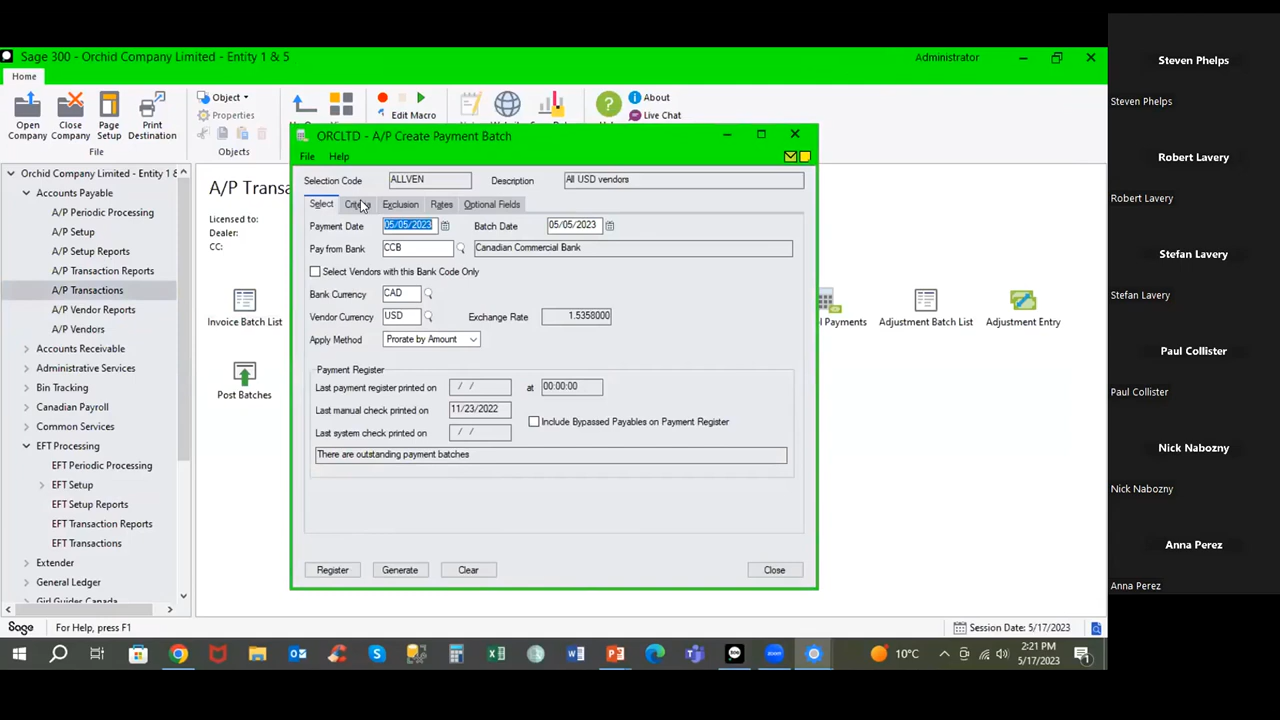 Sage 300 - Orchid Company Limited - Entity 1 & 5
Administrator
Home
Open Company
Close Company
Page Setup
Print Destination
File
Object
Properties
Objects
Edit Macro
About
Live Chat
Orchid Company Limited - Entity 1 &
Accounts Payable
A/P Periodic Processing
A/P Setup
A/P Setup Reports
A/P Transaction Reports
A/P Transactions
A/P Vendor Reports
A/P Vendors
Accounts Receivable
Administrative Services
Bin Tracking
Canadian Payroll
Common Services
EFT Processing
EFT Periodic Processing
EFT Setup
EFT Setup Reports
EFT Transaction Reports
EFT Transactions
Extender
General Ledger
Girl Guides Canada
A/P Transa
Licensed to:
Dealer:
CC:
Invoice Batch List
Post Batches
Payments
Adjustment Batch List
Adjustment Entry
ORCLTD - A/P Create Payment Batch
File Help
Selection Code ALLVEN Description All USD vendors
Select Criteria Exclusion Rates Optional Fields
Payment Date 05/05/2023 Batch Date 05/05/2023
Pay from Bank CCB Canadian Commercial Bank
Select Vendors with this Bank Code Only
Bank Currency CAD
Vendor Currency USD Exchange Rate 1.5358000
Apply Method Prorate by Amount
Payment Register
Last payment register printed on / / at 00:00:00
Last manual check printed on 11/23/2022
Include Bypassed Payables on Payment Register
Last system check printed on / /
There are outstanding payment batches
Register Generate Clear Close
sage For Help, press F1
Session Date: 5/17/2023
10°C
2:21 PM
5/17/2023
1
Steven Phelps
Steven Phelps
Robert Lavery
Robert Lavery
Stefan Lavery
Stefan Lavery
Paul Collister
Paul Collister
Nick Nabozny
Nick Nabozny
Anna Perez
Anna Perez